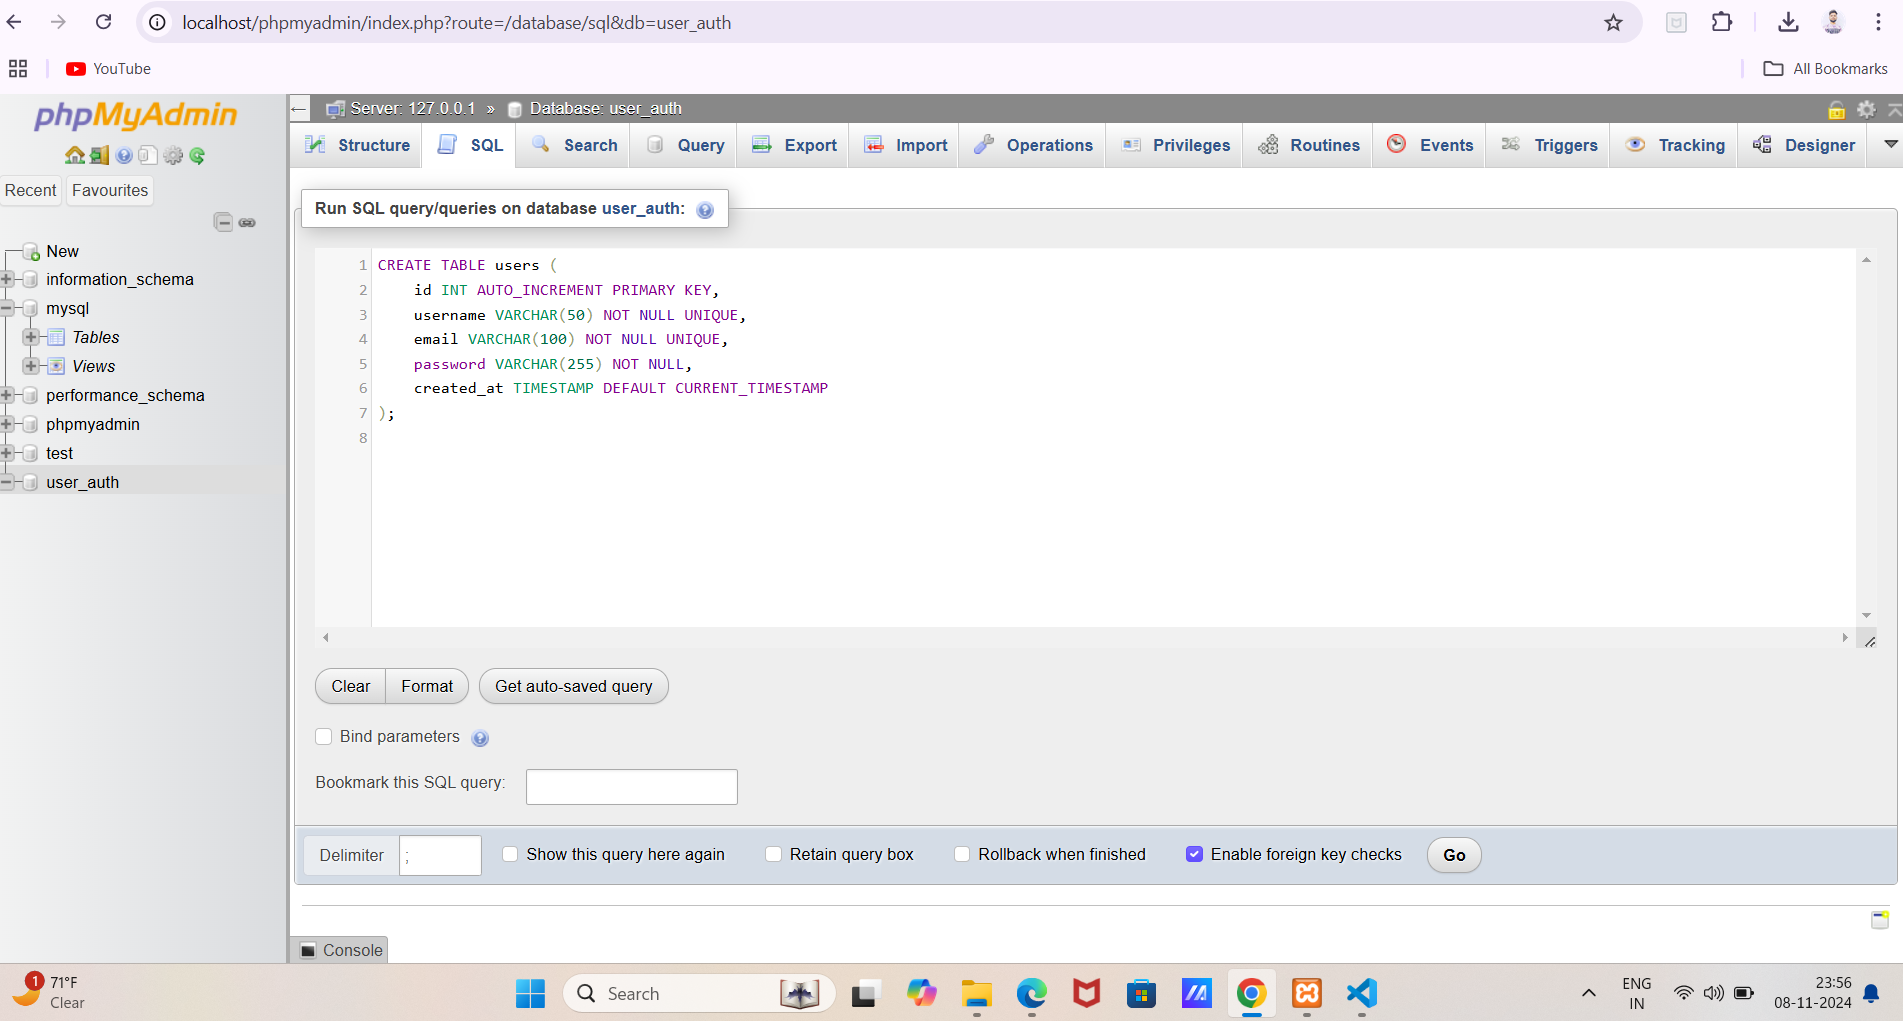 localhost/phpmyadmin/index.php?route=/database/sql&db=user_auth
YouTube
All Bookmarks
phpMyAdmin
Recent
Favourites
New
information_schema
mysql
Tables
Views
performance_schema
phpmyadmin
test
user_auth
Server: 127.0.0.1 » Database: user_auth
Structure SQL Search Query Export Import Operations Privileges Routines Events Triggers Tracking Designer
Run SQL query/queries on database user_auth:
1 CREATE TABLE users (
2 id INT AUTO_INCREMENT PRIMARY KEY,
3 username VARCHAR(50) NOT NULL UNIQUE,
4 email VARCHAR(100) NOT NULL UNIQUE,
5 password VARCHAR(255) NOT NULL,
6 created_at TIMESTAMP DEFAULT CURRENT_TIMESTAMP
7 );
8
Clear Format Get auto-saved query
Bind parameters
Bookmark this SQL query:
Delimiter ; Show this query here again Retain query box Rollback when finished Enable foreign key checks Go
Console
1
71°F
Clear
Search
ENG
IN
23:56
08-11-2024